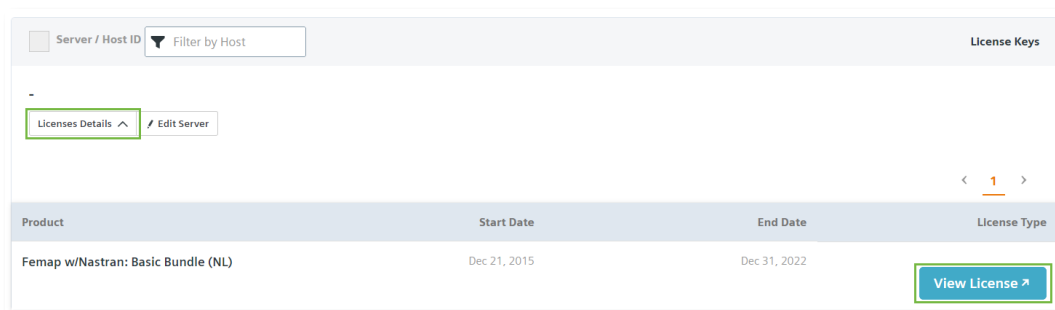 Server / Host ID Filter by Host License Keys
-
Licenses Details Edit Server
< 1 >
Product Start Date End Date License Type
Femap w/Nastran: Basic Bundle (NL) Dec 21, 2015 Dec 31, 2022
View License